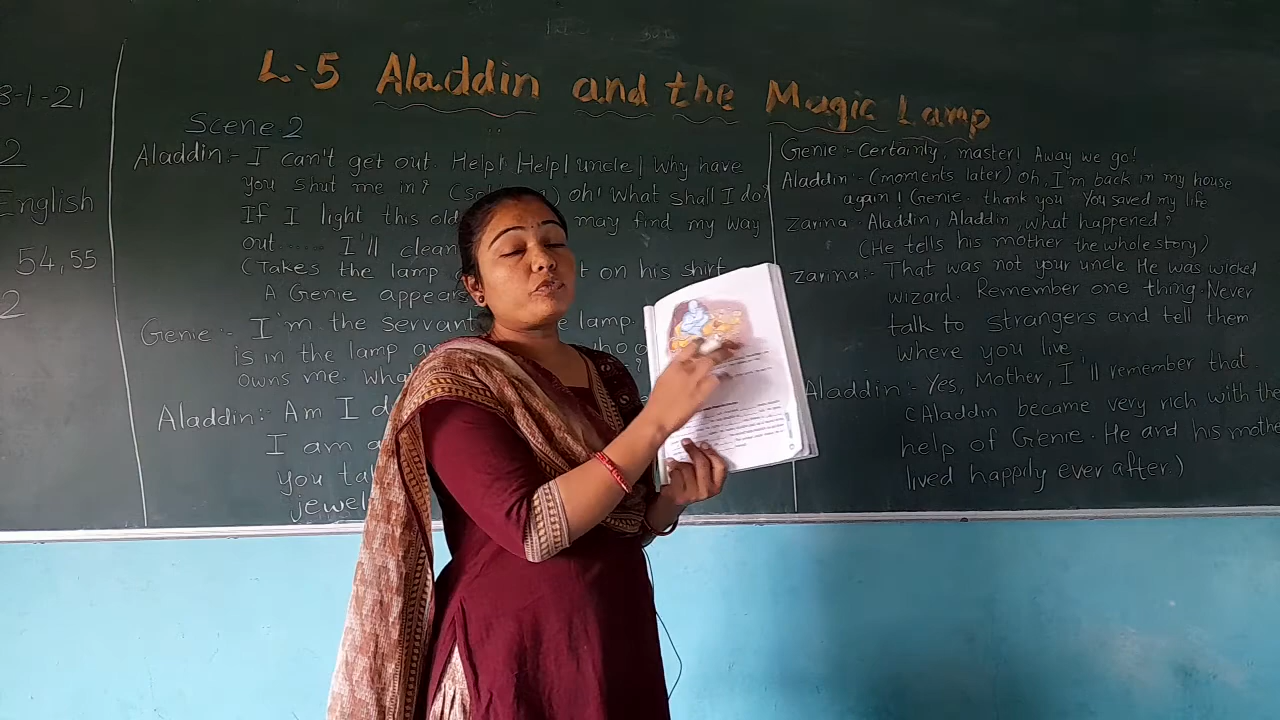 8-1-21
2
English
54,55
2
L-5 Aladdin and the Magic Lamp
Scene 2
Aladdin:- I can't get out. Help! Help! uncle! Why have
you shut me in? oh! What shall I do?
If I light this old may find my way
out..... I'll clean
(Takes the lamp on his shirt
A Genie appears
Genie:- I'm the servant lamp.
is in the lamp
owns me.
Aladdin:- Am I
I am a
you
jewel
Genie:- Certainly, master! Away we go!
Aladdin:- (moments later) oh, I'm back in my house
again! Genie. thank you You saved my life
Zarina:- Aladdin, Aladdin, what happened?
(He tells his mother the whole story)
Zarina:- That was not your uncle He was wicked
wizard. Remember one thing. Never
talk to strangers and tell them
where you live.
Aladdin:- Yes, Mother, I'll remember that.
(Aladdin became very rich with the
help of Genie. He and his mothe
lived happily ever after.)